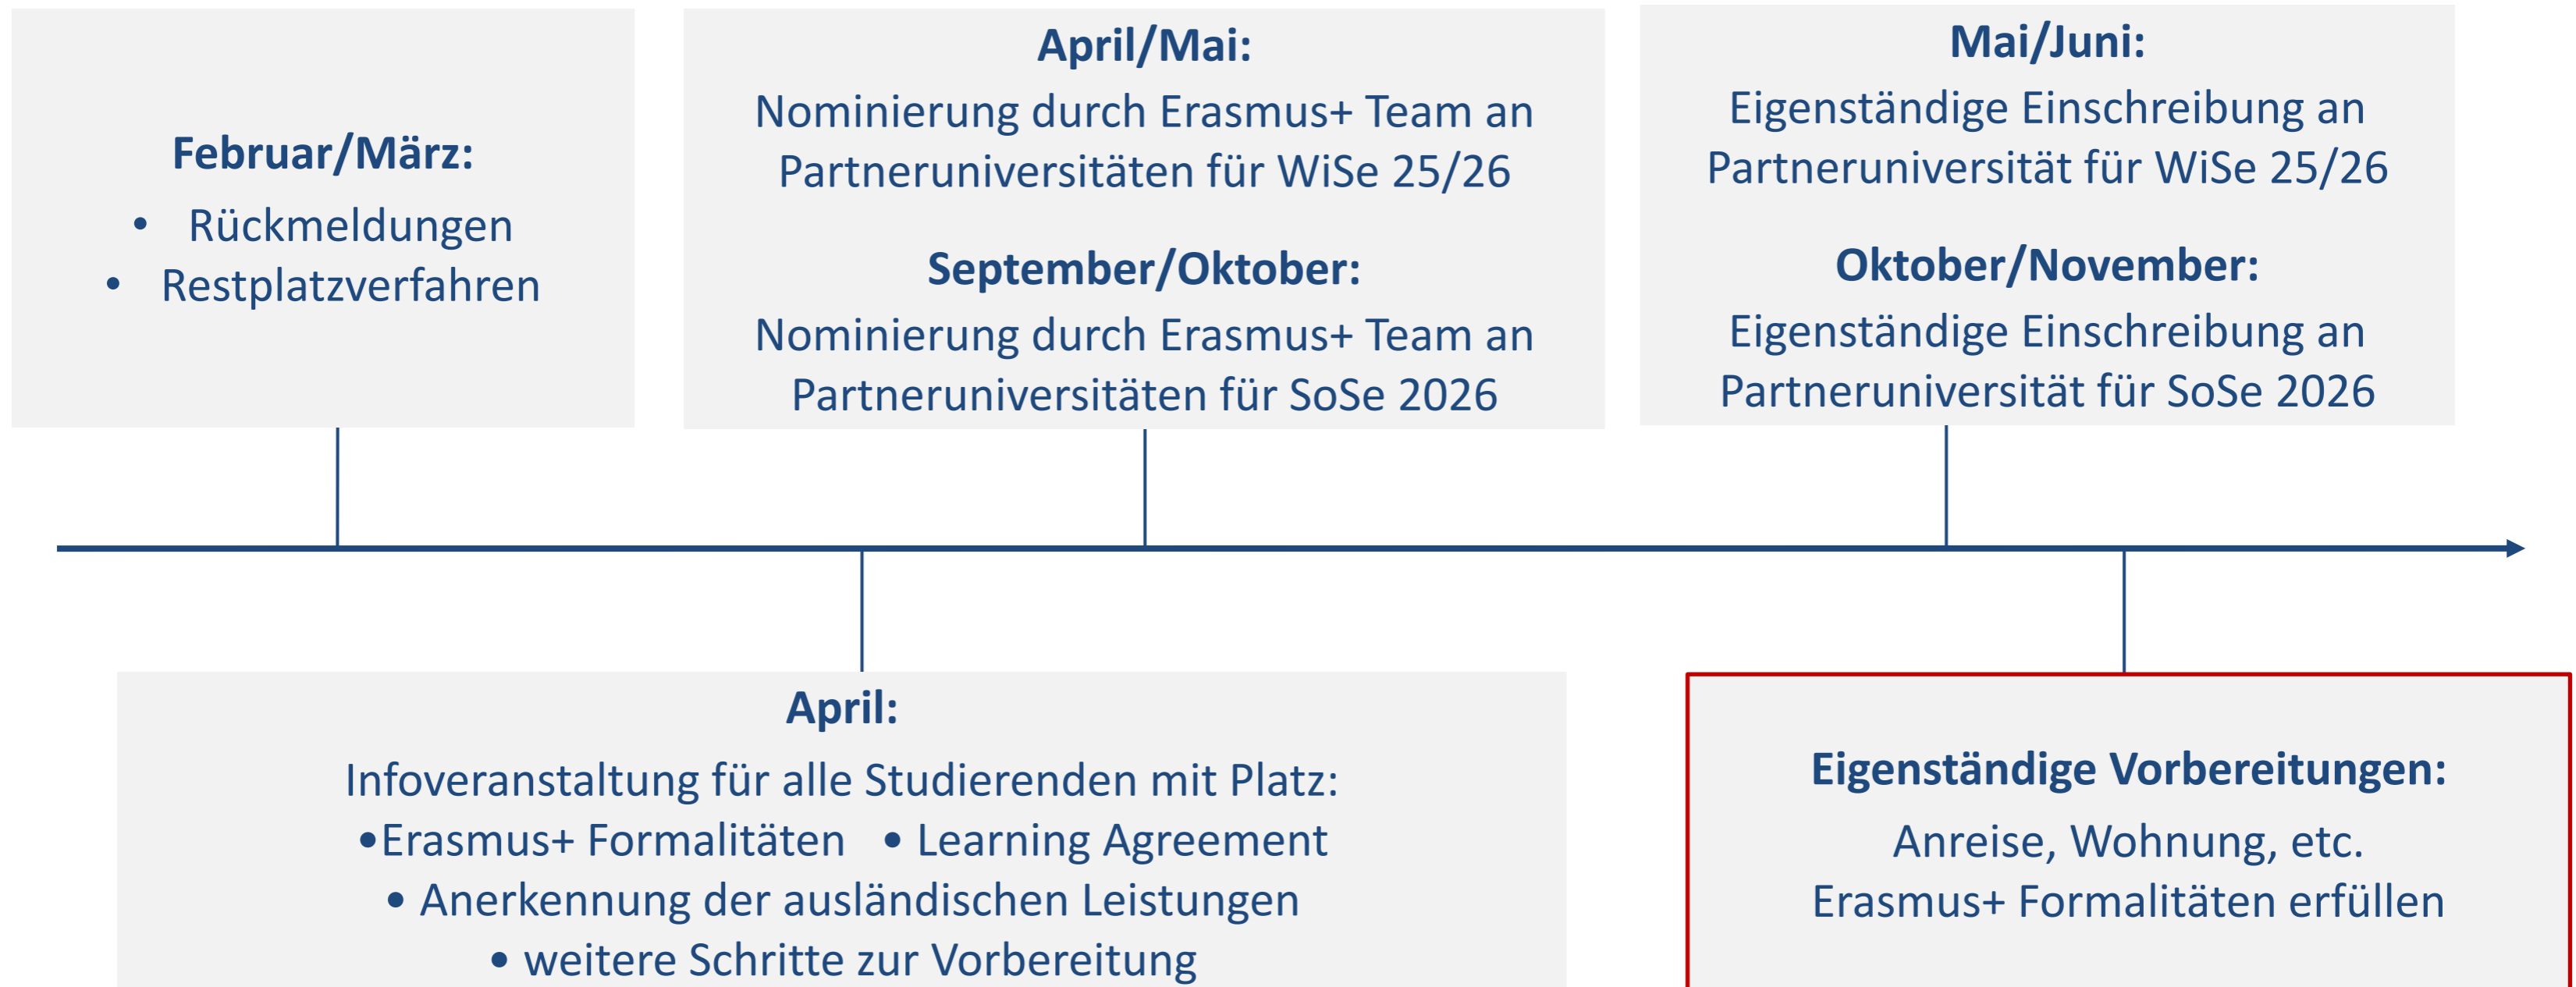 Februar/März:
• Rückmeldungen
• Restplatzverfahren
April/Mai:
Nominierung durch Erasmus+ Team an
Partneruniversitäten für WiSe 25/26
September/Oktober:
Nominierung durch Erasmus+ Team an
Partneruniversitäten für SoSe 2026
Mai/Juni:
Eigenständige Einschreibung an
Partneruniversität für WiSe 25/26
Oktober/November:
Eigenständige Einschreibung an
Partneruniversität für SoSe 2026
April:
Infoveranstaltung für alle Studierenden mit Platz:
•Erasmus+ Formalitäten • Learning Agreement
• Anerkennung der ausländischen Leistungen
• weitere Schritte zur Vorbereitung
Eigenständige Vorbereitungen:
Anreise, Wohnung, etc.
Erasmus+ Formalitäten erfüllen